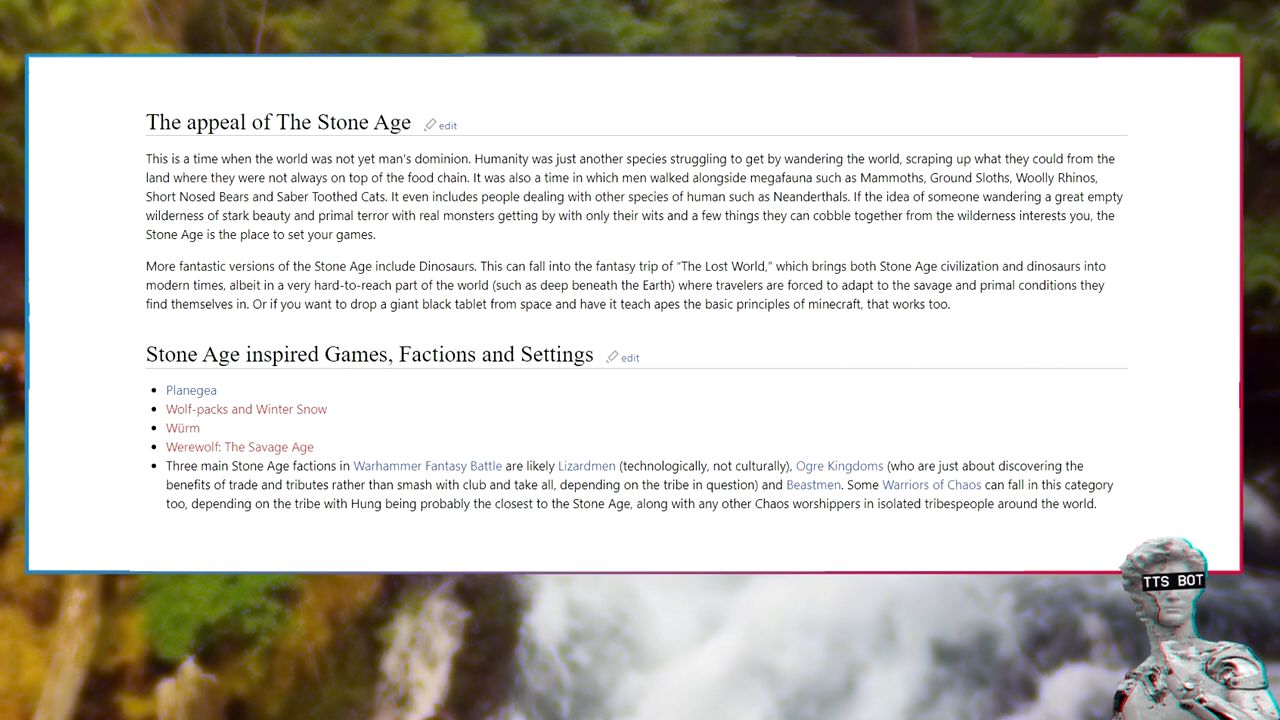 The appeal of The Stone Age edit
This is a time when the world was not yet man's dominion. Humanity was just another species struggling to get by wandering the world, scraping up what they could from the
land where they were not always on top of the food chain. It was also a time in which men walked alongside megafauna such as Mammoths, Ground Sloths, Woolly Rhinos,
Short Nosed Bears and Saber Toothed Cats. It even includes people dealing with other species of human such as Neanderthals. If the idea of someone wandering a great empty
wilderness of stark beauty and primal terror with real monsters getting by with only their wits and a few things they can cobble together from the wilderness interests you, the
Stone Age is the place to set your games.
More fantastic versions of the Stone Age include Dinosaurs. This can fall into the fantasy trip of “The Lost World,” which brings both Stone Age civilization and dinosaurs into
modern times, albeit in a very hard-to-reach part of the world (such as deep beneath the Earth) where travelers are forced to adapt to the savage and primal conditions they
find themselves in. Or if you want to drop a giant black tablet from space and have it teach apes the basic principles of minecraft, that works too.
Stone Age inspired Games, Factions and Settings edit
• Planegea
• Wolf-packs and Winter Snow
• Würm
• Werewolf: The Savage Age
• Three main Stone Age factions in Warhammer Fantasy Battle are likely Lizardmen (technologically, not culturally), Ogre Kingdoms (who are just about discovering the
benefits of trade and tributes rather than smash with club and take all, depending on the tribe in question) and Beastmen. Some Warriors of Chaos can fall in this category
too, depending on the tribe with Hung being probably the closest to the Stone Age, along with any other Chaos worshippers in isolated tribespeople around the world.
TTS BOT